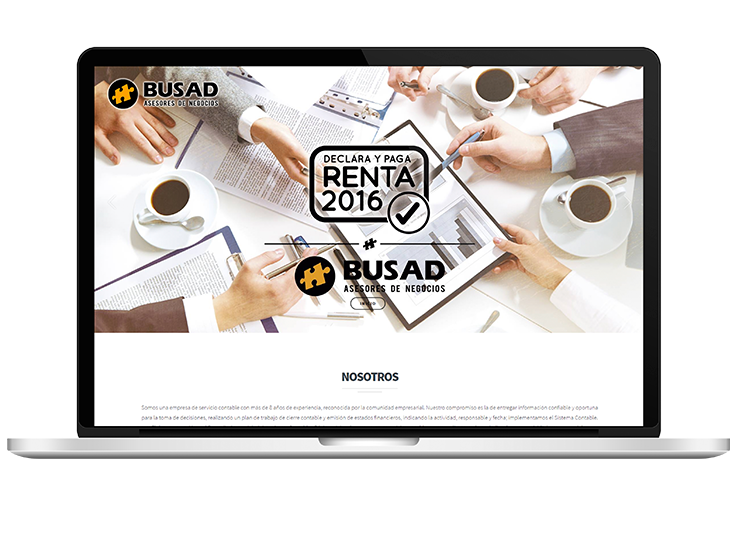 BUSAD
ASESORES DE NEGOCIOS
DECLARA Y PAGA
RENTA
2016
BUSAD
ASESORES DE NEGOCIOS
NOSOTROS
Somos una empresa de servicio contable con más de 8 años de experiencia, reconocida por la comunidad empresarial. Nuestro compromiso es la de entregar información confiable y oportuna
para la toma de decisiones, realizando un plan de trabajo de cierre contable y emisión de estados financieros, indicando la actividad, responsable y fecha; implementamos el Sistema Contable,